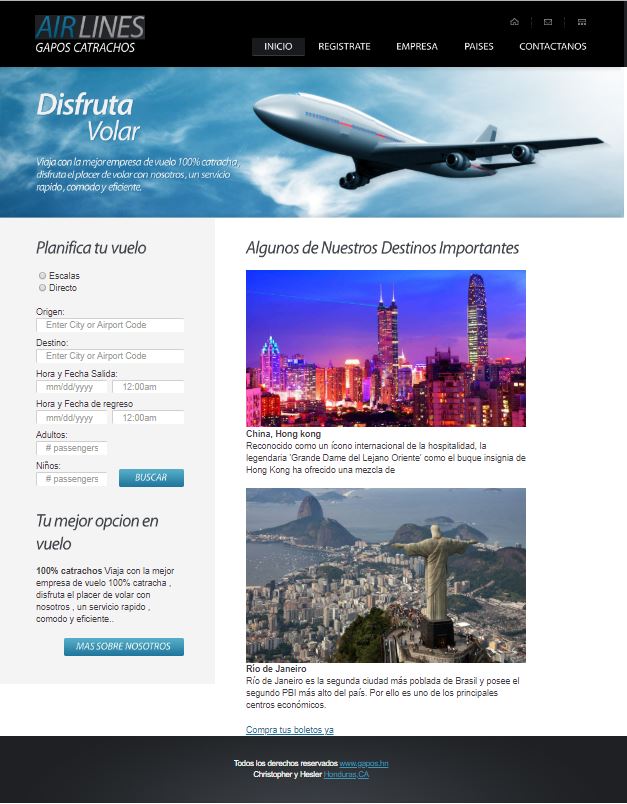 AIR LINES
GAPOS CATRACHOS
INICIO
REGISTRATE
EMPRESA
PAISES
CONTACTANOS
Disfruta
Volar
Viaja con la mejor empresa de vuelo 100% catracha,
disfruta el placer de volar con nosotros, un servicio
rapido, comodo y eficiente.
Planifica tu vuelo
Escalas
Directo
Origen:
Enter City or Airport Code
Destino:
Enter City or Airport Code
Hora y Fecha Salida:
mm/dd/yyyy 12:00am
Hora y Fecha de regreso
mm/dd/yyyy 12:00am
Adultos:
# passengers
Niños:
# passengers
BUSCAR
Tu mejor opcion en
vuelo
100% catrachos Viaja con la mejor
empresa de vuelo 100% catracha ,
disfruta el placer de volar con
nosotros , un servicio rapido ,
comodo y eficiente..
MAS SOBRE NOSOTROS
Algunos de Nuestros Destinos Importantes
China, Hong kong
Reconocido como un ícono internacional de la hospitalidad, la
legendaria 'Grande Dame del Lejano Oriente' como el buque insignia de
Hong Kong ha ofrecido una mezcla de
Río de Janeiro
Río de Janeiro es la segunda ciudad más poblada de Brasil y posee el
segundo PBI más alto del país. Por ello es uno de los principales
centros económicos.
Compra tus boletos ya
Todos los derechos reservados www.gapos.hn
Christopher y Hesler Honduras,CA